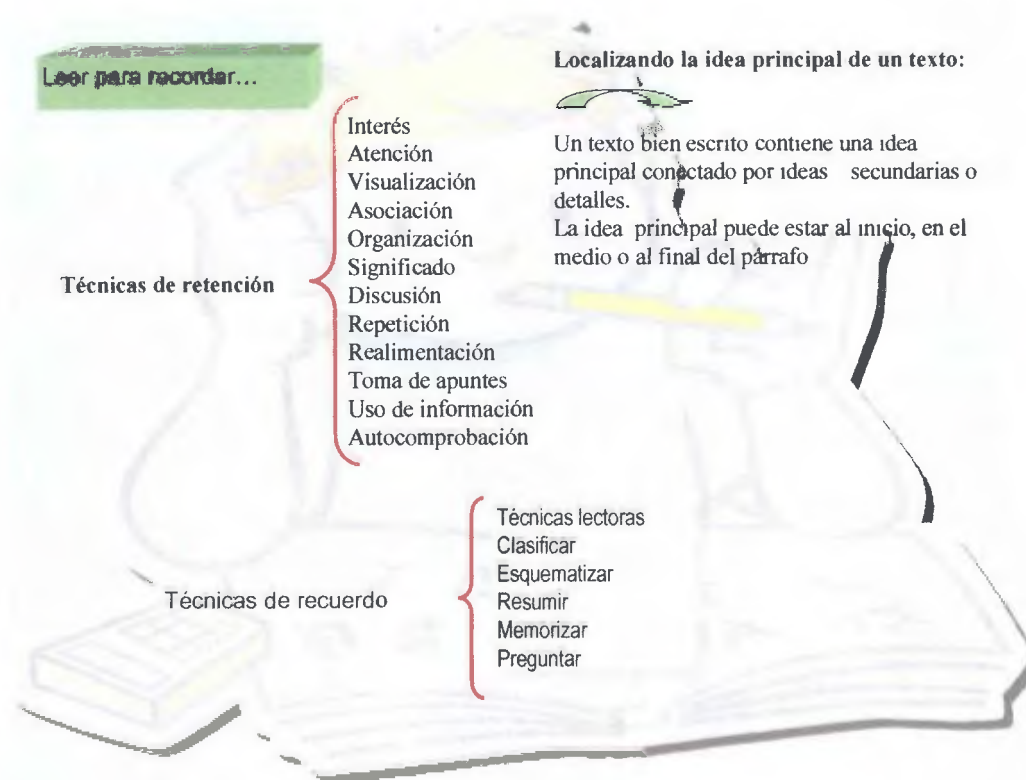 Leer para recordar...
Técnicas de retención
Interés
Atención
Visualización
Asociación
Organización
Significado
Discusión
Repetición
Realimentación
Toma de apuntes
Uso de información
Autocomprobación
Localizando la idea principal de un texto:
Un texto bien escrito contiene una idea
principal conectado por ideas secundarias o
detalles.
La idea principal puede estar al inicio, en el
medio o al final del párrafo
Técnicas de recuerdo
Técnicas lectoras
Clasificar
Esquematizar
Resumir
Memorizar
Preguntar